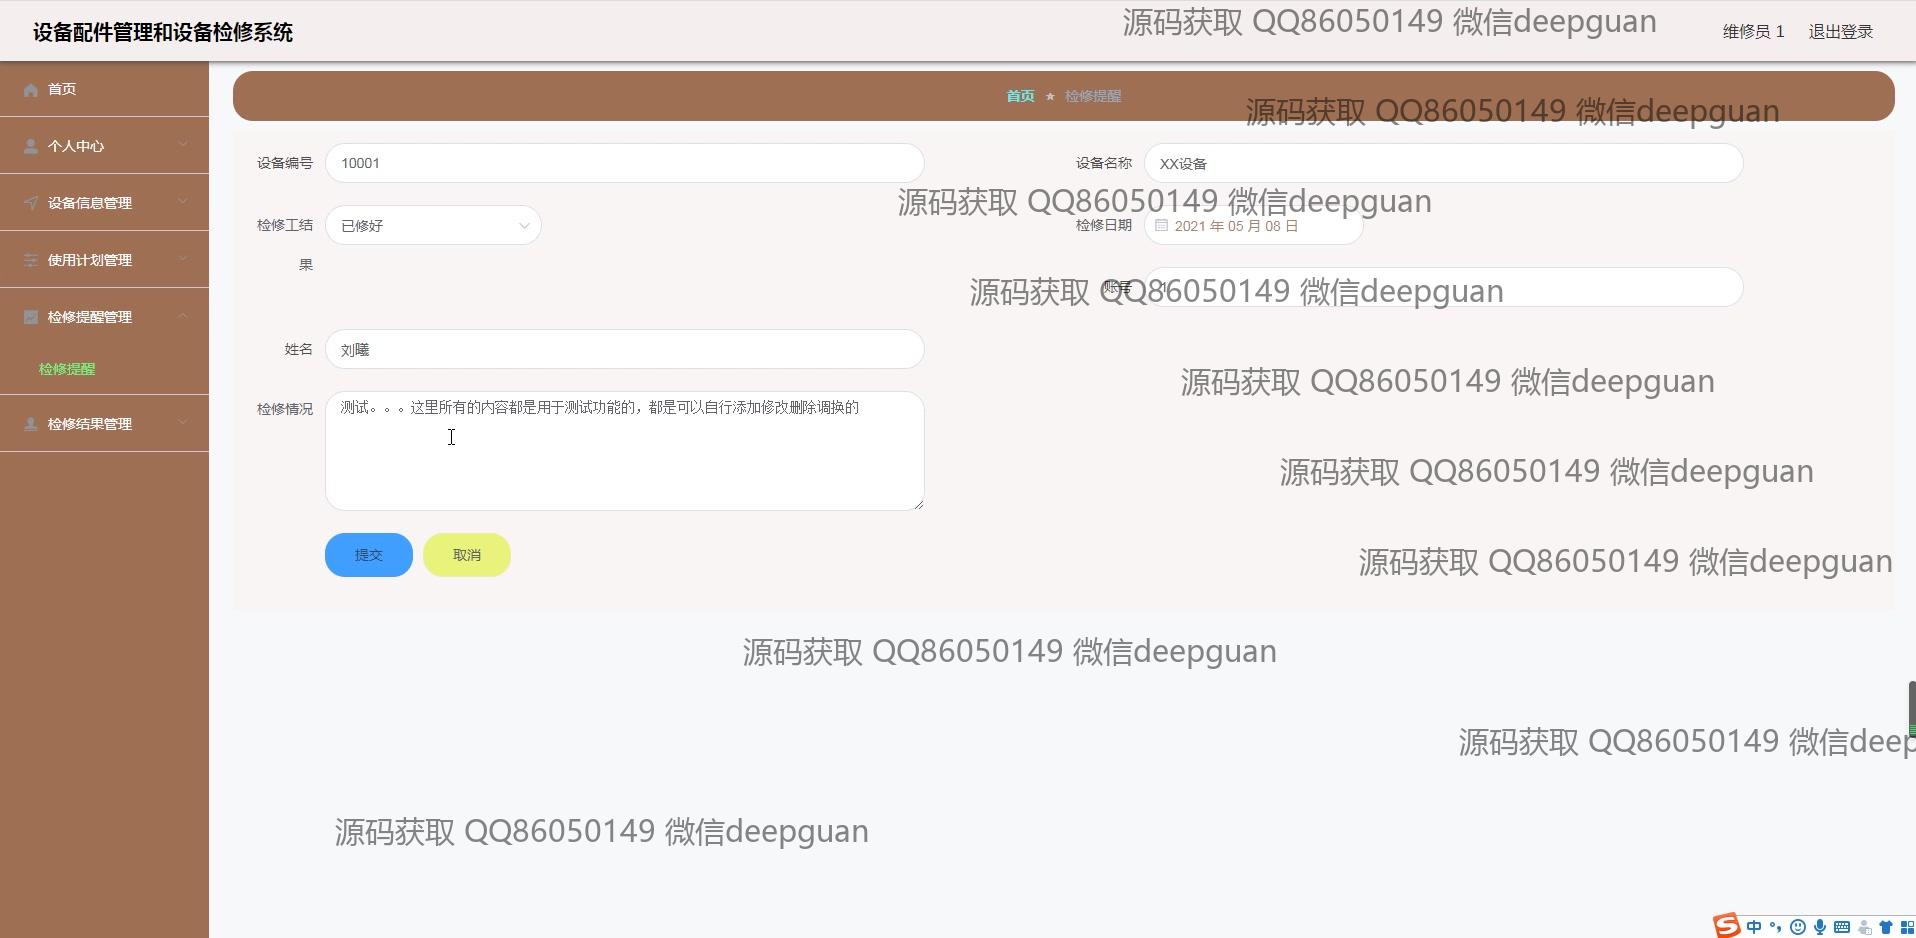 设备配件管理和设备检修系统
源码获取 QQ86050149 微信deepguan
维修员 1
退出登录
首页
个人中心
设备信息管理
使用计划管理
检修提醒管理
检修提醒
检修结果管理
首页 ★ 检修提醒
源码获取 QQ86050149 微信deepguan
设备编号
10001
设备名称
XX设备
源码获取 QQ86050149 微信deepguan
检修工结果
已修好
检修日期
2021 年 05 月 08 日
账号
1
源码获取 QQ86050149 微信deepguan
姓名
刘曦
源码获取 QQ86050149 微信deepguan
检修情况
测试。。。这里所有的内容都是用于测试功能的，都是可以自行添加修改删除调换的
源码获取 QQ86050149 微信deepguan
提交
取消
源码获取 QQ86050149 微信deepguan
源码获取 QQ86050149 微信deepguan
源码获取 QQ86050149 微信deep
源码获取 QQ86050149 微信deepguan
中